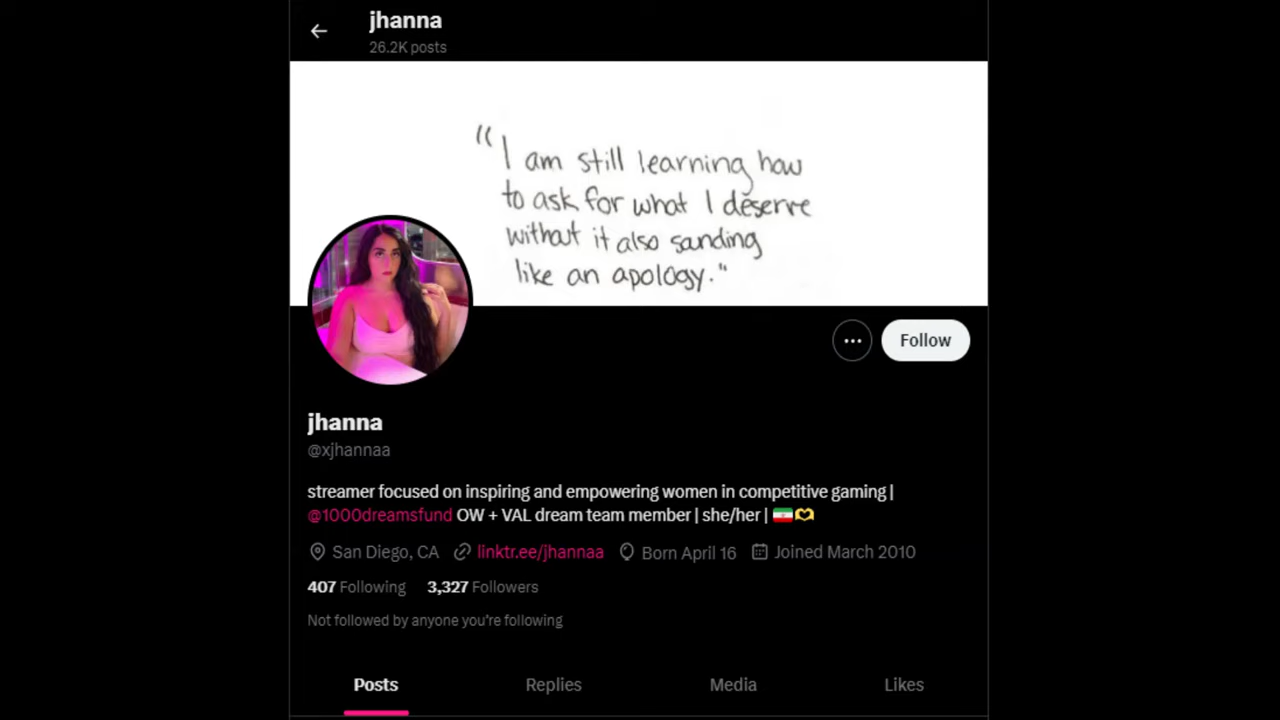 jhanna
26.2K posts
"I am still learning how
to ask for what I deserve
without it also sanding
like an apology."
Follow
jhanna
@xjhannaa
streamer focused on inspiring and empowering women in competitive gaming |
@1000dreamsfund OW + VAL dream team member | she/her | 🇮🇷🫶
San Diego, CA linktr.ee/jhannaa Born April 16 Joined March 2010
407 Following 3,327 Followers
Not followed by anyone you're following
Posts Replies Media Likes